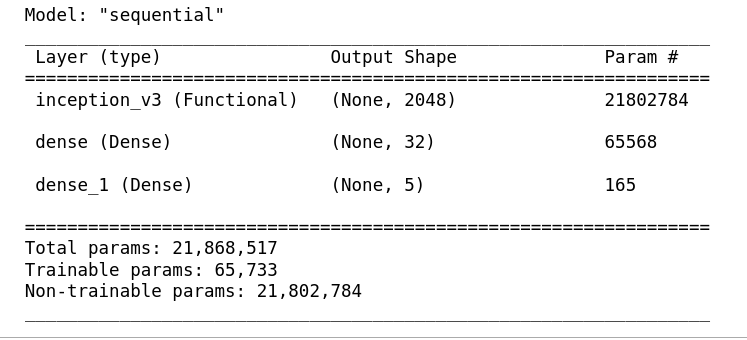 Model: "sequential"
_________________________________________________________________
 Layer (type)                Output Shape              Param #
=================================================================
 inception_v3 (Functional)   (None, 2048)              21802784
 dense (Dense)               (None, 32)                65568
 dense_1 (Dense)             (None, 5)                 165
=================================================================
Total params: 21,868,517
Trainable params: 65,733
Non-trainable params: 21,802,784
_________________________________________________________________